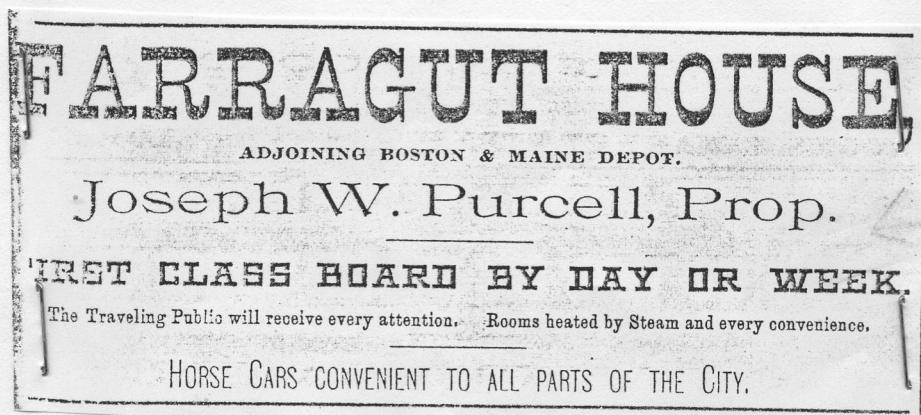 FARRAGUT HOUSE,
ADJOINING BOSTON & MAINE DEPOT.
Joseph W. Purcell, Prop.
FIRST CLASS BOARD BY DAY OR WEEK.
The Traveling Public will receive every attention. Rooms heated by Steam and every convenience.
HORSE CARS CONVENIENT TO ALL PARTS OF THE CITY.